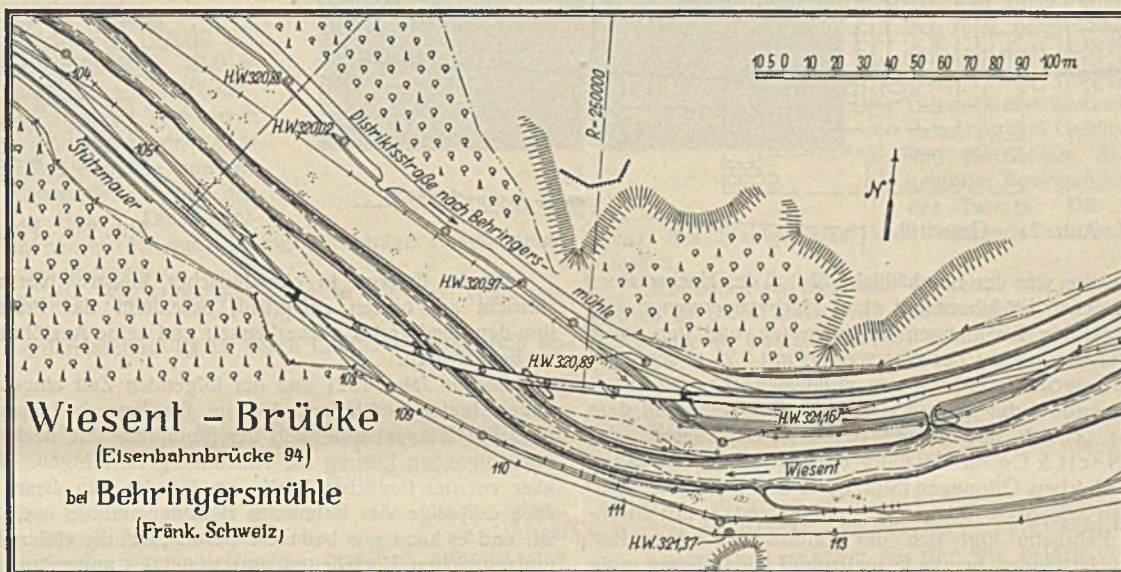 104
H.W.320,88
H.W.320,02
105
Stützmauer
Distriktsstraße nach Behringers-
mühle
R-250000
10 5 0 10 20 30 40 50 60 70 80 90 100 m
N
H.W.320,97
H.W.320,89
H.W.321,16
108
109
110
111
113
Wiesent
H.W.321,37
Wiesent - Brücke
(Eisenbahnbrücke 94)
bei Behringersmühle
(Fränk. Schweiz)